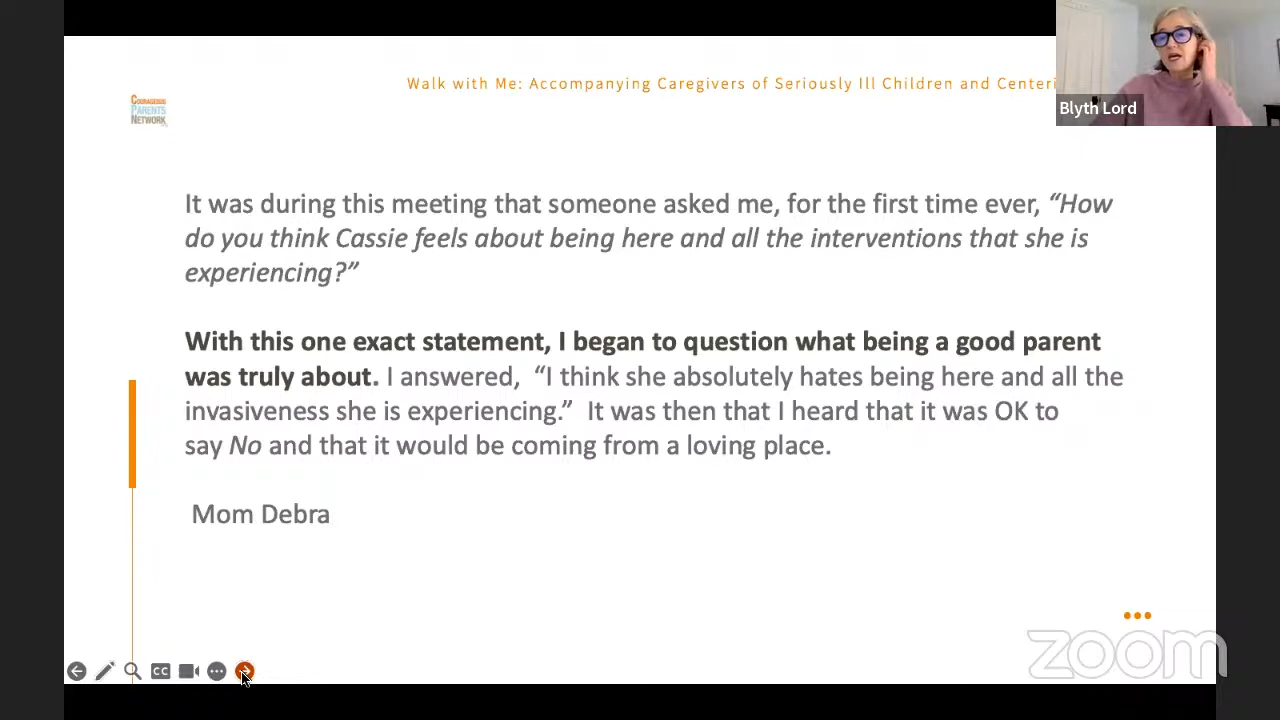 Walk with Me: Accompanying Caregivers of Seriously Ill Children and Centeri
Blyth Lord
COURAGEOUS
PARENTS
NETWORK
It was during this meeting that someone asked me, for the first time ever, “How
do you think Cassie feels about being here and all the interventions that she is
experiencing?”
With this one exact statement, I began to question what being a good parent
was truly about. I answered, “I think she absolutely hates being here and all the
invasiveness she is experiencing.” It was then that I heard that it was OK to
say No and that it would be coming from a loving place.
Mom Debra
zoom
CC